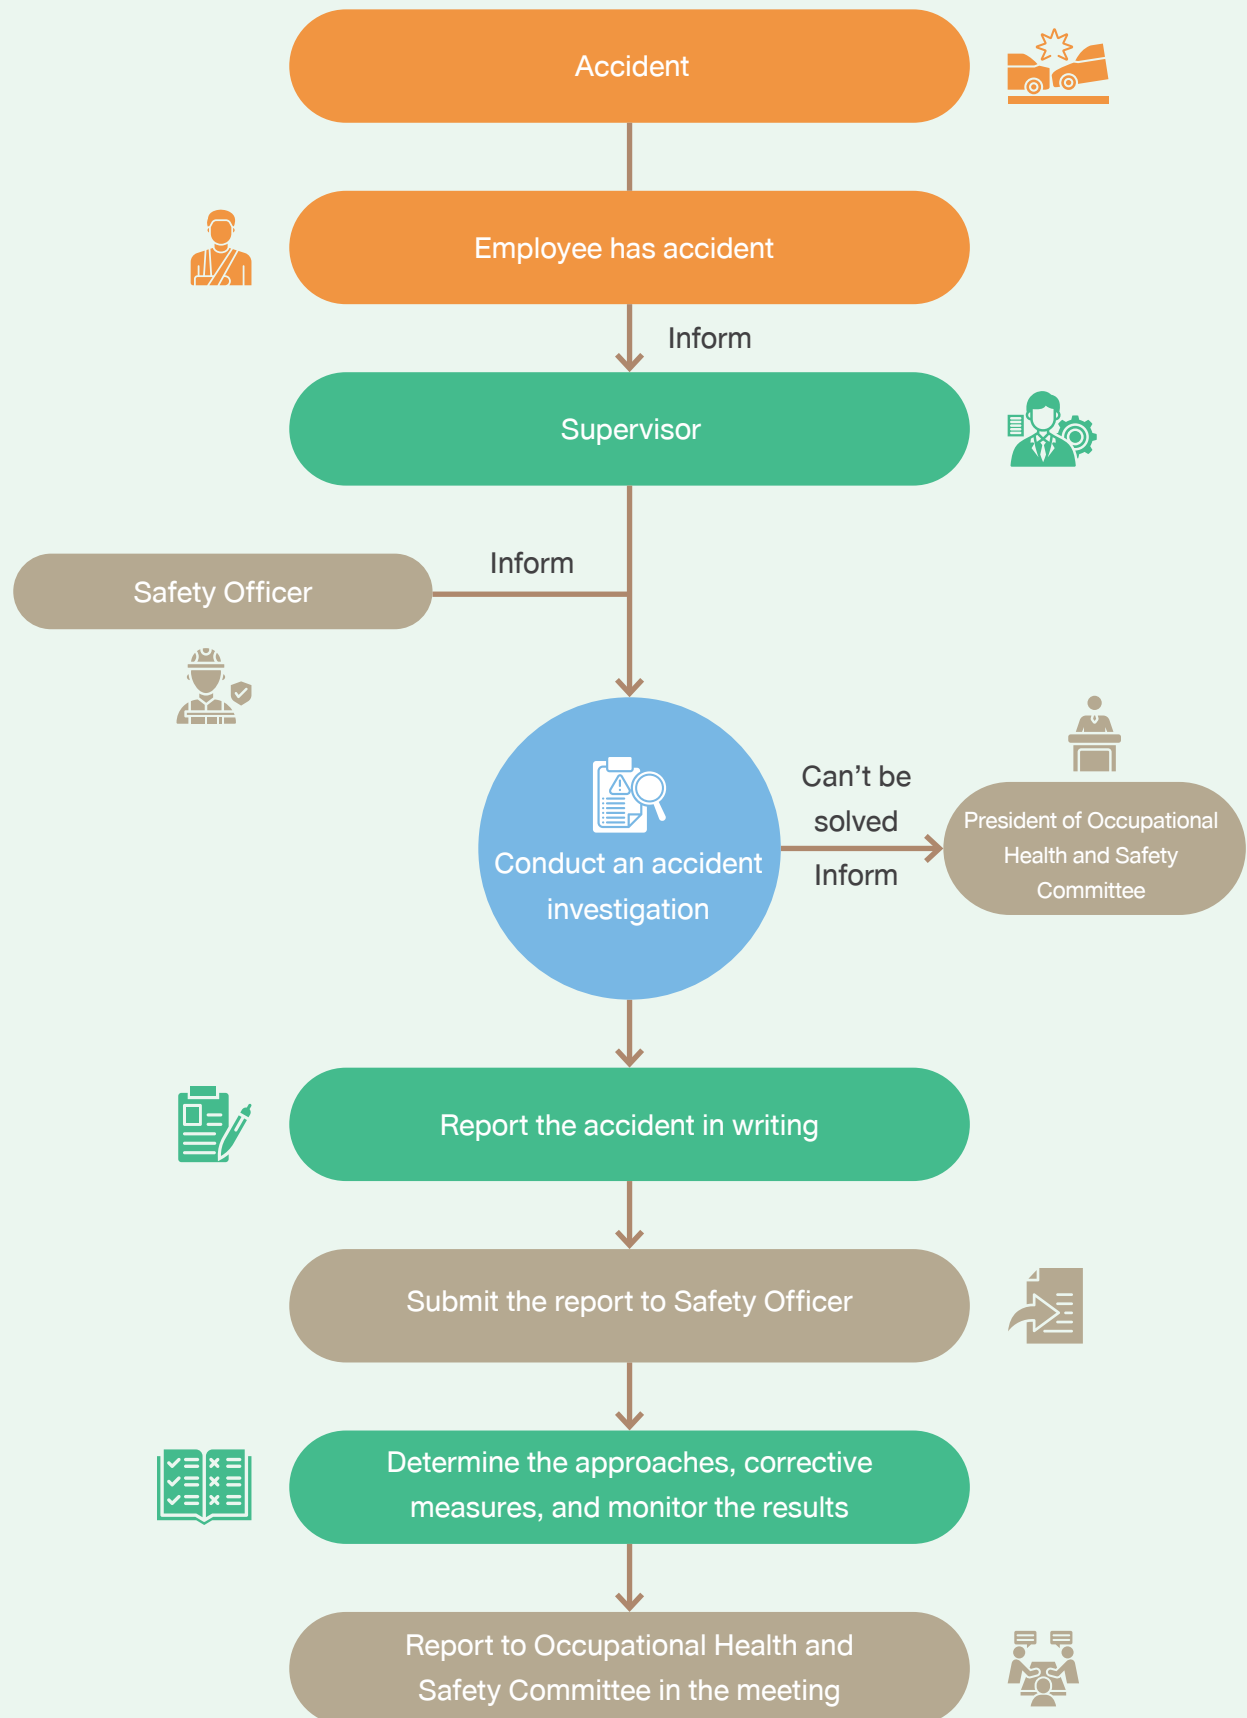 Accident
Employee has accident
Inform
Supervisor
Inform
Safety Officer
Can’t be
solved
Inform
President of Occupational
Health and Safety
Committee
Conduct an accident
investigation
Report the accident in writing
Submit the report to Safety Officer
Determine the approaches, corrective
measures, and monitor the results
Report to Occupational Health and
Safety Committee in the meeting